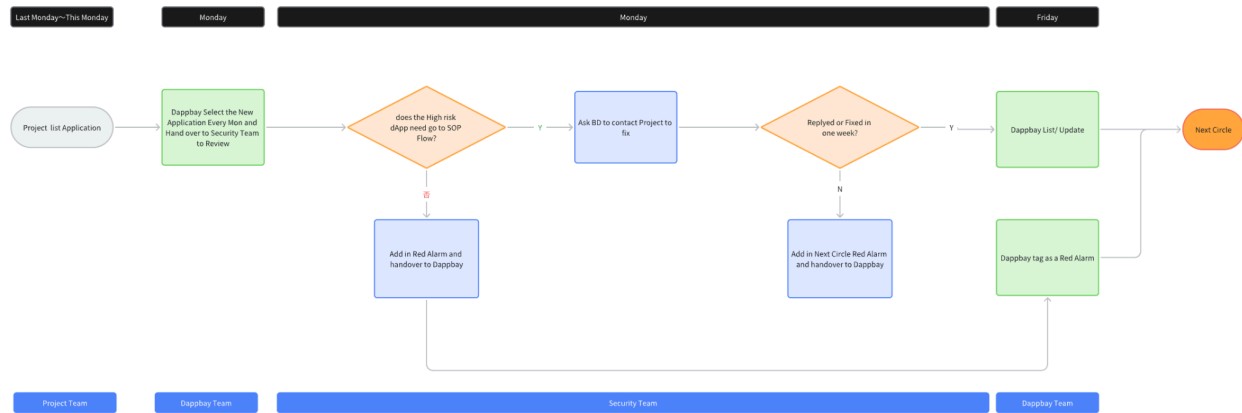 Last Monday～This Monday
Monday
Monday
Friday
Project list Application
Dappbay Select the New
Application Every Mon and
Hand over to Security Team
to Review
does the High risk
dApp need go to SOP
Flow?
Y
Ask BD to contact Project to
fix
Replyed or Fixed in
one week?
Y
Dappbay List/ Update
Next Circle
否
N
Add in Red Alarm and
handover to Dappbay
Add in Next Circle Red Alarm
and handover to Dappbay
Dappbay tag as a Red Alarm
Project Team
Dappbay Team
Security Team
Dappbay Team